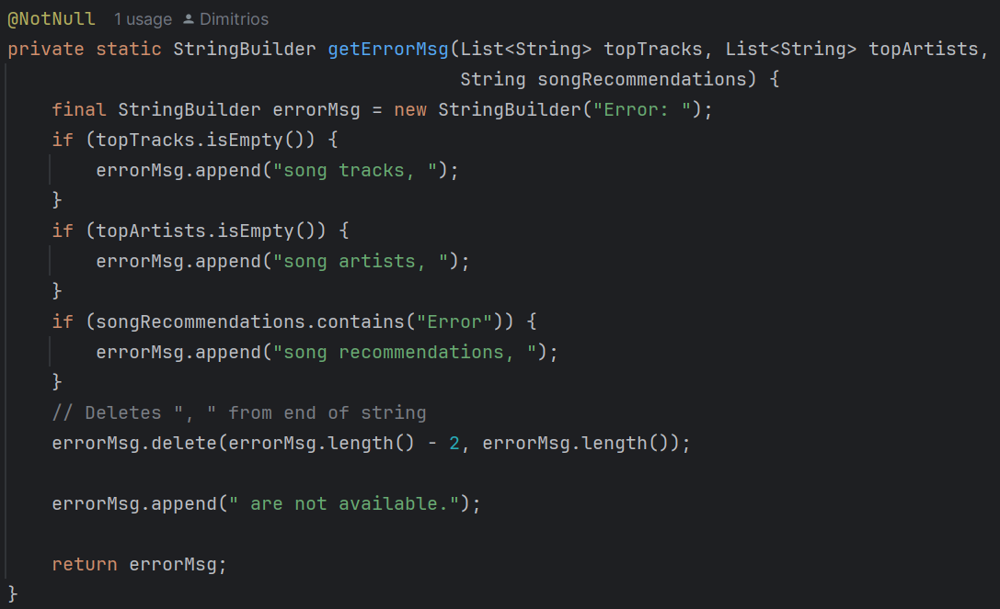 @NotNull 1 usage Dimitrios
private static StringBuilder getErrorMsg(List<String> topTracks, List<String> topArtists,
                                         String songRecommendations) {
    final StringBuilder errorMsg = new StringBuilder("Error: ");
    if (topTracks.isEmpty()) {
        errorMsg.append("song tracks, ");
    }
    if (topArtists.isEmpty()) {
        errorMsg.append("song artists, ");
    }
    if (songRecommendations.contains("Error")) {
        errorMsg.append("song recommendations, ");
    }
    // Deletes ", " from end of string
    errorMsg.delete(errorMsg.length() - 2, errorMsg.length());
    errorMsg.append(" are not available.");
    return errorMsg;
}